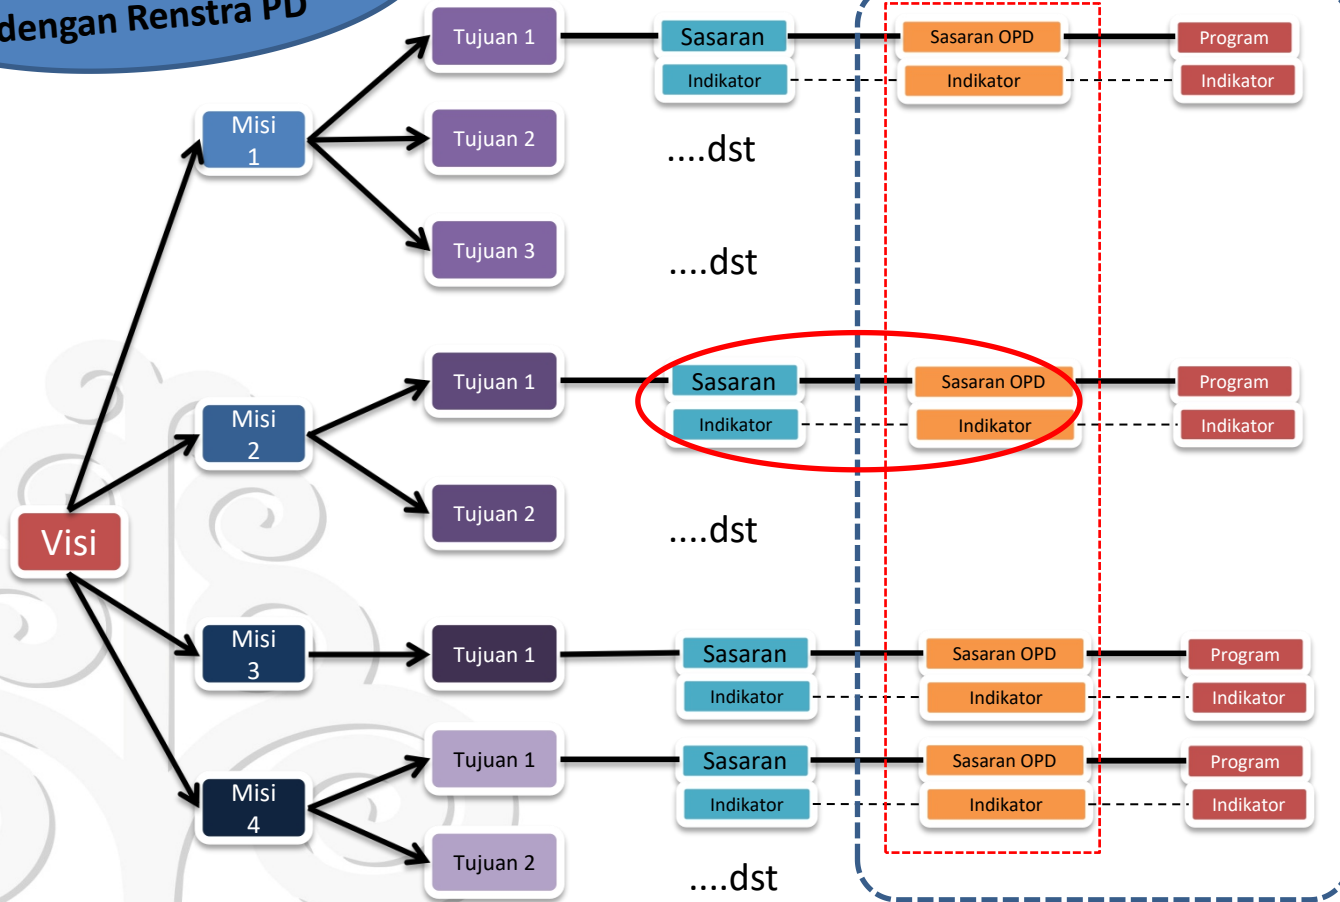 dengan Renstra PD
Tujuan 1
Sasaran
Sasaran OPD
Program
Indikator
Indikator
Indikator
Misi
1
Tujuan 2
....dst
Tujuan 3
....dst
Tujuan 1
Sasaran
Sasaran OPD
Program
Indikator
Indikator
Indikator
Misi
2
Tujuan 2
....dst
Visi
Misi
3
Tujuan 1
Sasaran
Sasaran OPD
Program
Indikator
Indikator
Indikator
Tujuan 1
Sasaran
Sasaran OPD
Program
Indikator
Indikator
Indikator
Misi
4
Tujuan 2
....dst